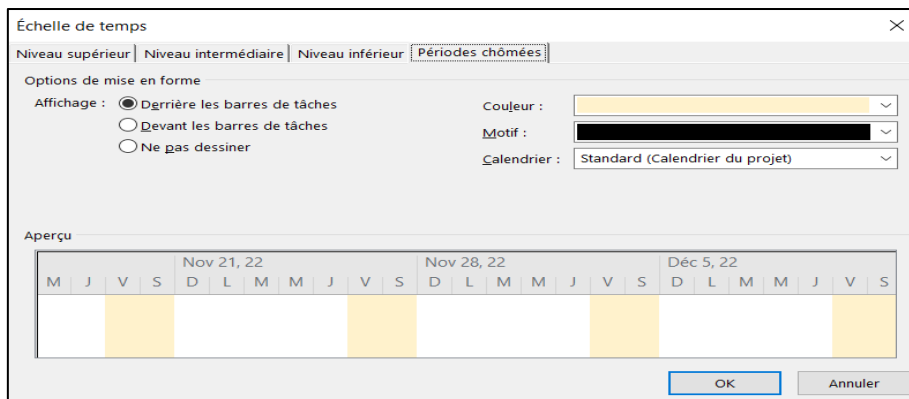 Échelle de temps
Niveau supérieur Niveau intermédiaire Niveau inférieur Périodes chômées
Options de mise en forme
Affichage : Derrière les barres de tâches
Devant les barres de tâches
Ne pas dessiner
Couleur :
Motif :
Calendrier : Standard (Calendrier du projet)
Aperçu
Nov 21, 22 Nov 28, 22 Déc 5, 22
M J V S D L M M J V S D L M M J V S D L M M J V S
OK Annuler